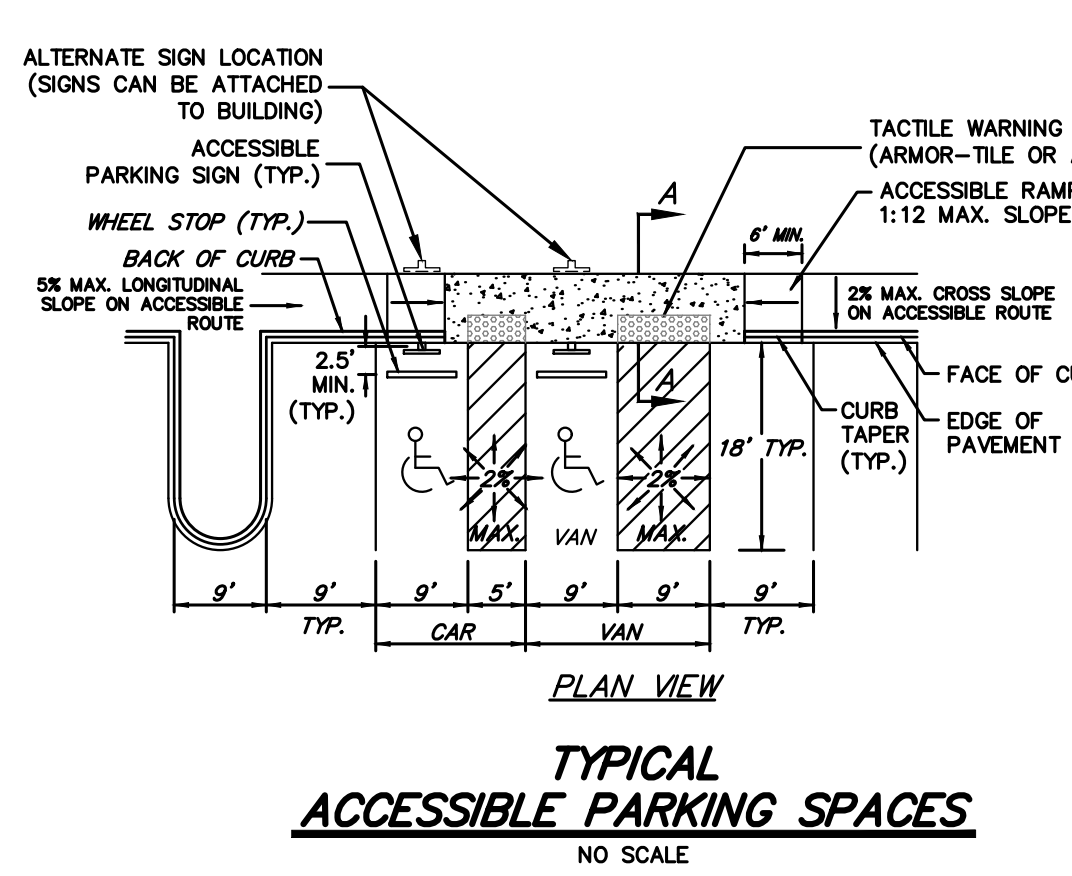 ALTERNATE SIGN LOCATION
(SIGNS CAN BE ATTACHED
TO BUILDING)
ACCESSIBLE
PARKING SIGN (TYP.)
WHEEL STOP (TYP.)
BACK OF CURB
5% MAX. LONGITUDINAL
SLOPE ON ACCESSIBLE
ROUTE
TACTILE WARNING
(ARMOR-TILE OR
ACCESSIBLE RAMP
1:12 MAX. SLOPE
A
6' MIN.
2% MAX. CROSS SLOPE
ON ACCESSIBLE ROUTE
2.5'
MIN.
(TYP.)
A
FACE OF
CURB
TAPER
(TYP.)
EDGE OF
PAVEMENT
18' TYP.
2%
MAX.
VAN
2%
MAX.
9'
9'
TYP.
9'
5'
9'
9'
9'
TYP.
CAR
VAN
PLAN VIEW
TYPICAL
ACCESSIBLE PARKING SPACES
NO SCALE